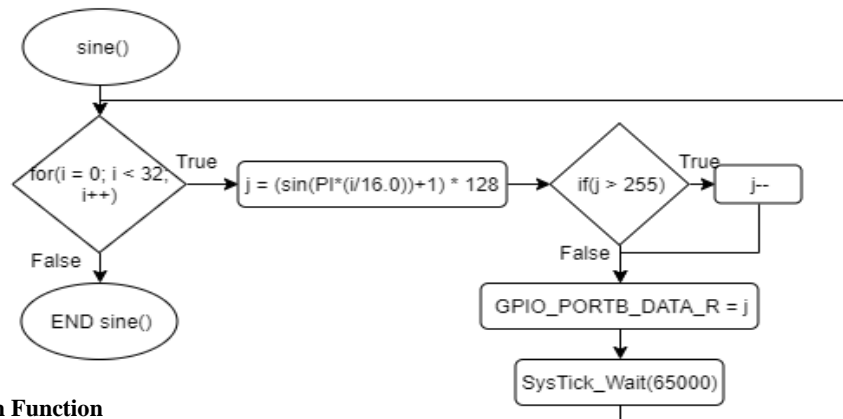 sine()
for(i = 0; i < 32;
i++)
True
j = (sin(PI*(i/16.0))+1) * 128
if(j > 255)
True
j--
False
END sine()
False
GPIO_PORTB_DATA_R = j
SysTick_Wait(65000)
Function